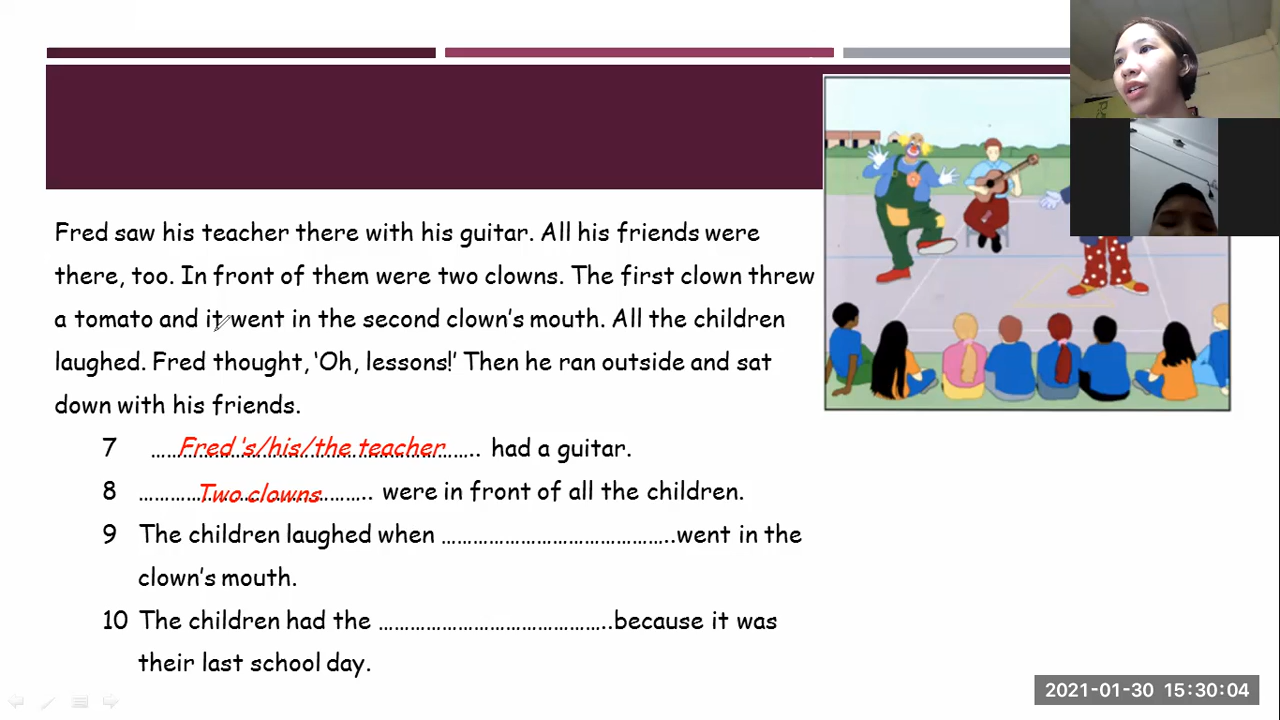 Fred saw his teacher there with his guitar. All his friends were
there, too. In front of them were two clowns. The first clown threw
a tomato and it went in the second clown's mouth. All the children
laughed. Fred thought, 'Oh, lessons!' Then he ran outside and sat
down with his friends.
7 ……Fred 's/his/the teacher…….. had a guitar.
8 ………Two clowns……….. were in front of all the children.
9 The children laughed when ……………………………………..went in the
clown's mouth.
10 The children had the ……………………………………..because it was
their last school day.
2021-01-30 15:30:04